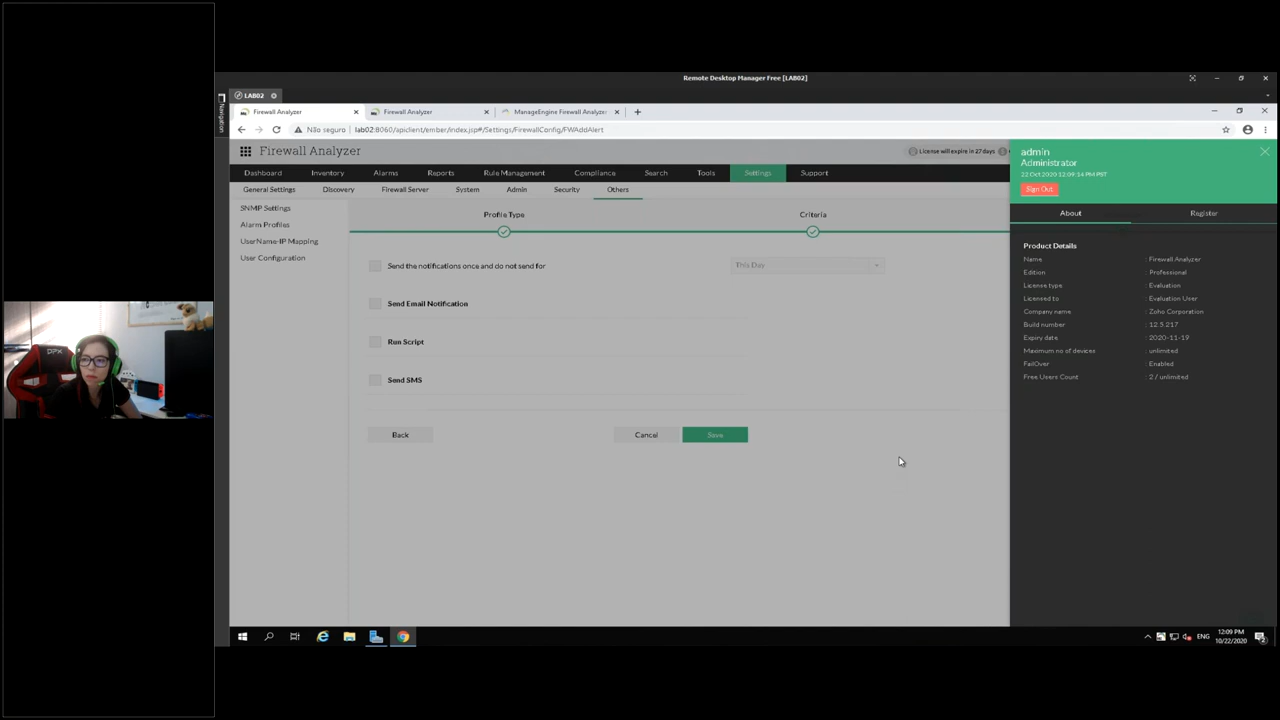 Remote Desktop Manager Free [LAB02]
LAB02
Navigation
Firewall Analyzer
Firewall Analyzer
ManageEngine Firewall Analyzer
Não seguro
lab02:8060/apiclient/ember/index.jsp#/Settings/FirewallConfig/FWAddAlert
Firewall Analyzer
License will expire in 27 days
Dashboard Inventory Alarms Reports Rule Management Compliance Search Tools Settings Support
General Settings Discovery Firewall Server System Admin Security Others
SNMP Settings
Alarm Profiles
UserName-IP Mapping
User Configuration
Profile Type
Criteria
Send the notifications once and do not send for
This Day
Send Email Notification
Run Script
Send SMS
Back
Cancel
Save
admin
Administrator
22 Oct 2020 12:09:14 PM PST
Sign Out
About
Register
Product Details
Name : Firewall Analyzer
Edition : Professional
License type : Evaluation
Licensed to : Evaluation User
Company name : Zoho Corporation
Build number : 12.5.217
Expiry date : 2020-11-19
Maximum no of devices : unlimited
FailOver : Enabled
Free Users Count : 2 / unlimited
DPX
ENG
12:09 PM
10/22/2020